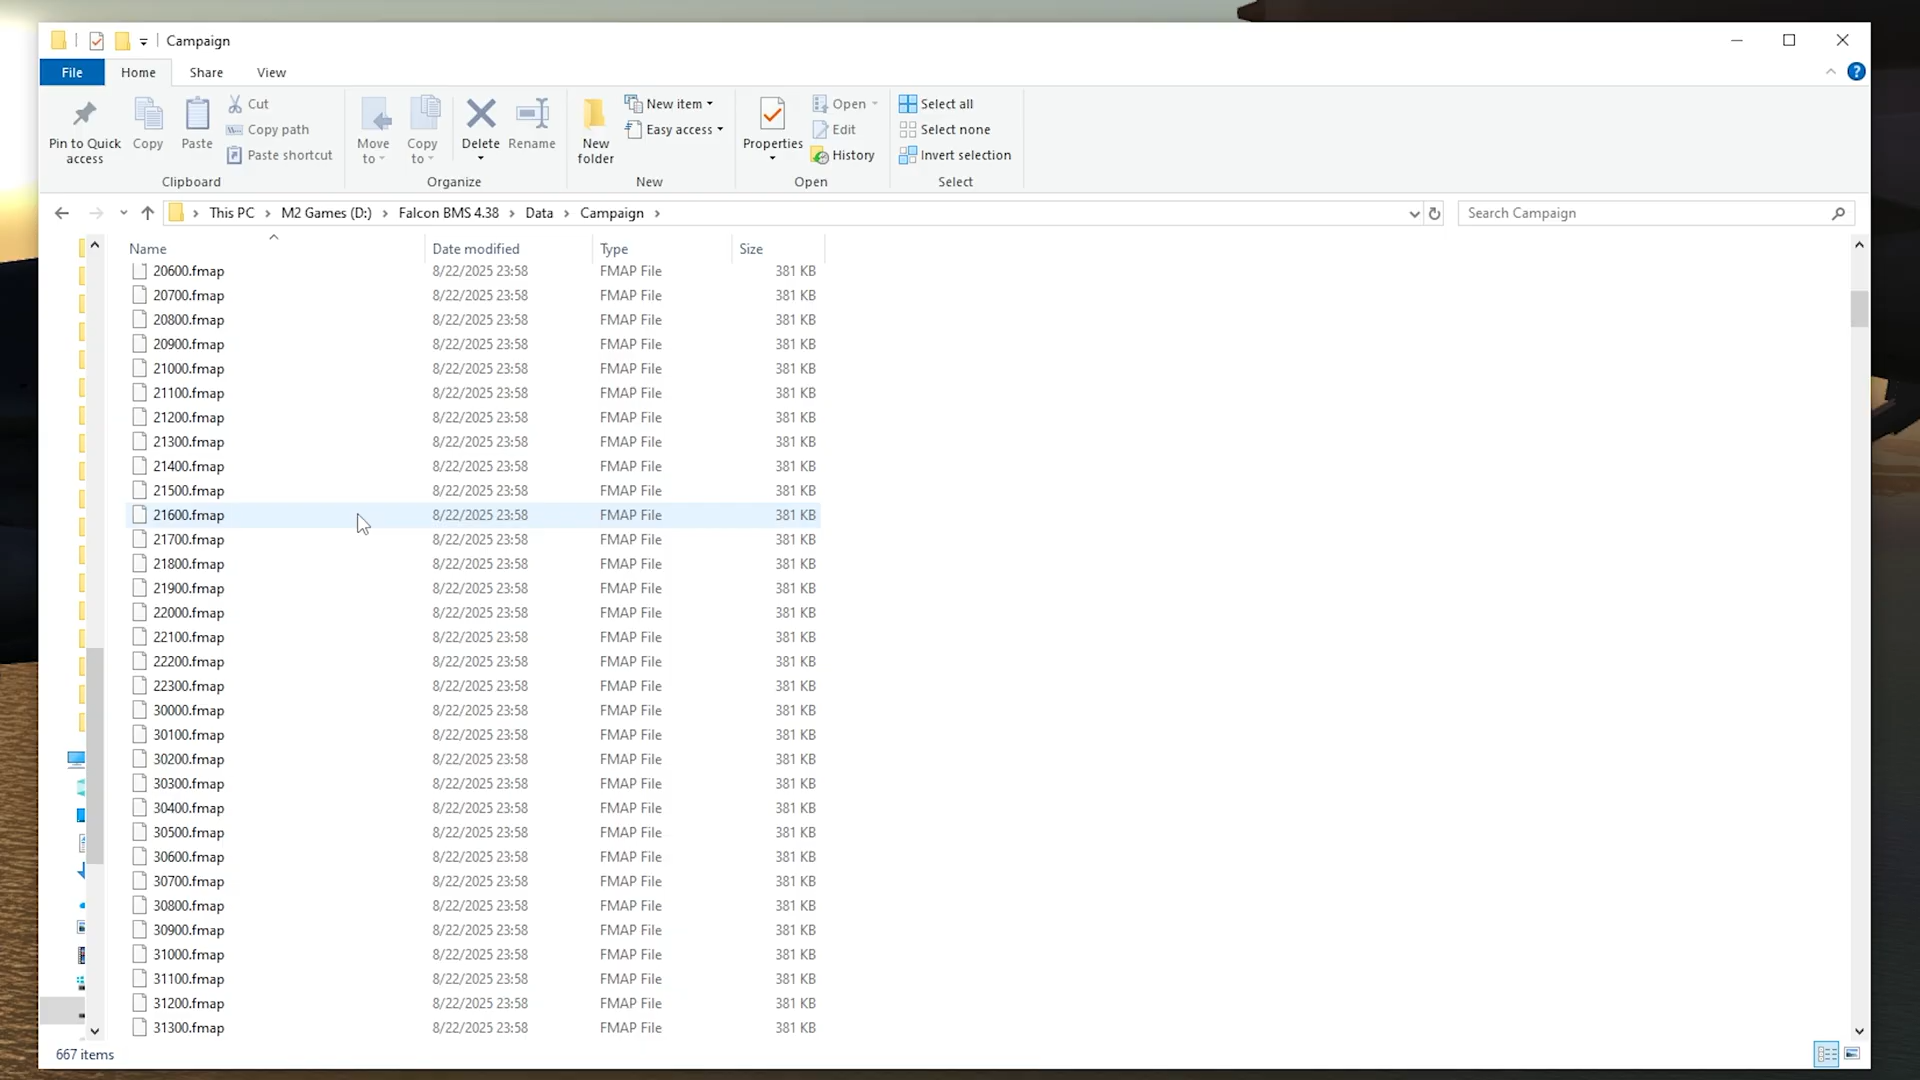 Campaign
File Home Share View
Pin to Quick access
Copy
Paste
Cut
Copy path
Paste shortcut
Clipboard
Move to
Copy to
Delete
Rename
Organize
New folder
New item
Easy access
New
Properties
Open
Edit
History
Open
Select all
Select none
Invert selection
Select
This PC > M2 Games (D:) > Falcon BMS 4.38 > Data > Campaign >
Search Campaign
Name Date modified Type Size
20600.fmap 8/22/2025 23:58 FMAP File 381 KB
20700.fmap 8/22/2025 23:58 FMAP File 381 KB
20800.fmap 8/22/2025 23:58 FMAP File 381 KB
20900.fmap 8/22/2025 23:58 FMAP File 381 KB
21000.fmap 8/22/2025 23:58 FMAP File 381 KB
21100.fmap 8/22/2025 23:58 FMAP File 381 KB
21200.fmap 8/22/2025 23:58 FMAP File 381 KB
21300.fmap 8/22/2025 23:58 FMAP File 381 KB
21400.fmap 8/22/2025 23:58 FMAP File 381 KB
21500.fmap 8/22/2025 23:58 FMAP File 381 KB
21600.fmap 8/22/2025 23:58 FMAP File 381 KB
21700.fmap 8/22/2025 23:58 FMAP File 381 KB
21800.fmap 8/22/2025 23:58 FMAP File 381 KB
21900.fmap 8/22/2025 23:58 FMAP File 381 KB
22000.fmap 8/22/2025 23:58 FMAP File 381 KB
22100.fmap 8/22/2025 23:58 FMAP File 381 KB
22200.fmap 8/22/2025 23:58 FMAP File 381 KB
22300.fmap 8/22/2025 23:58 FMAP File 381 KB
30000.fmap 8/22/2025 23:58 FMAP File 381 KB
30100.fmap 8/22/2025 23:58 FMAP File 381 KB
30200.fmap 8/22/2025 23:58 FMAP File 381 KB
30300.fmap 8/22/2025 23:58 FMAP File 381 KB
30400.fmap 8/22/2025 23:58 FMAP File 381 KB
30500.fmap 8/22/2025 23:58 FMAP File 381 KB
30600.fmap 8/22/2025 23:58 FMAP File 381 KB
30700.fmap 8/22/2025 23:58 FMAP File 381 KB
30800.fmap 8/22/2025 23:58 FMAP File 381 KB
30900.fmap 8/22/2025 23:58 FMAP File 381 KB
31000.fmap 8/22/2025 23:58 FMAP File 381 KB
31100.fmap 8/22/2025 23:58 FMAP File 381 KB
31200.fmap 8/22/2025 23:58 FMAP File 381 KB
31300.fmap 8/22/2025 23:58 FMAP File 381 KB
667 items